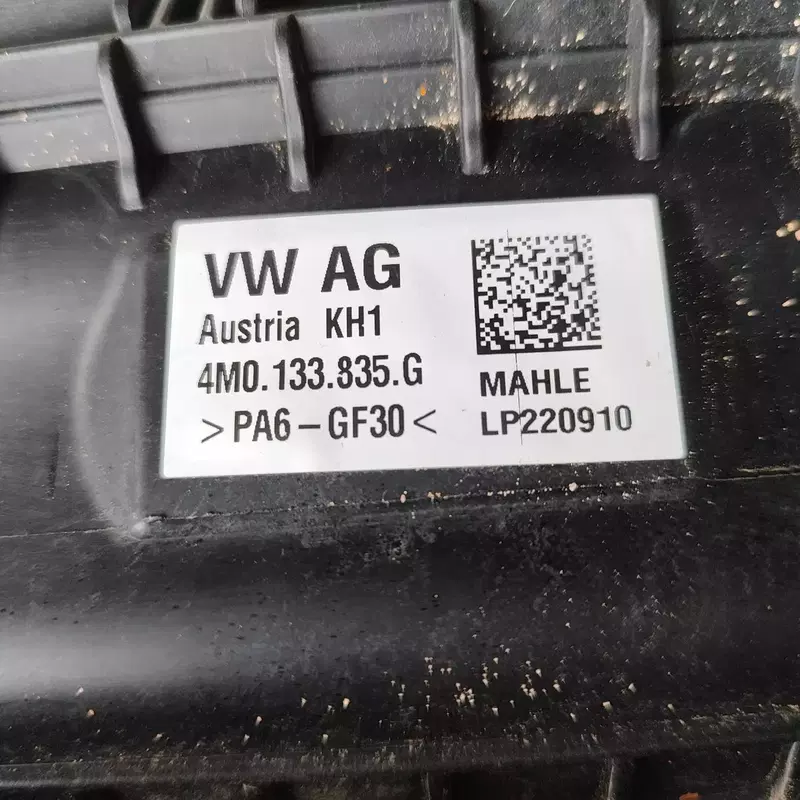 VW AG
Austria KH1
4M0.133.835.G
>PA6-GF30<
MAHLE
LP220910